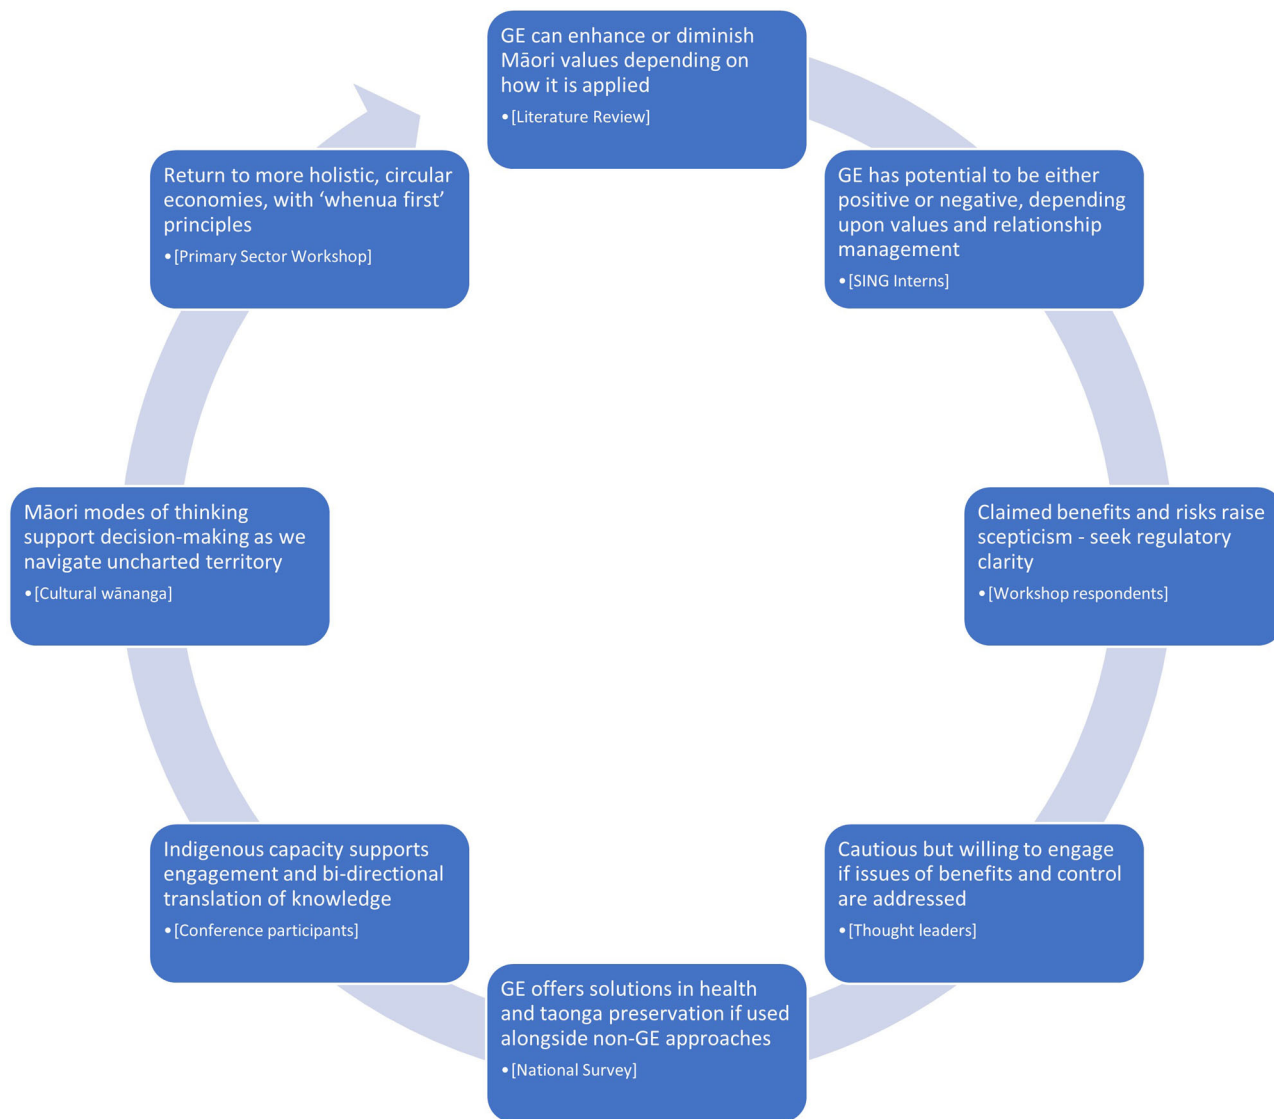 GE can enhance or diminish
Māori values depending on
how it is applied
•[Literature Review]
GE has potential to be either
positive or negative, depending
upon values and relationship
management
•[SING Interns]
Claimed benefits and risks raise
scepticism - seek regulatory
clarity
•[Workshop respondents]
Cautious but willing to engage
if issues of benefits and control
are addressed
•[Thought leaders]
GE offers solutions in health
and taonga preservation if used
alongside non-GE approaches
•[National Survey]
Indigenous capacity supports
engagement and bi-directional
translation of knowledge
•[Conference participants]
Māori modes of thinking
support decision-making as we
navigate uncharted territory
•[Cultural wānanga]
Return to more holistic, circular
economies, with ‘whenua first’
principles
•[Primary Sector Workshop]